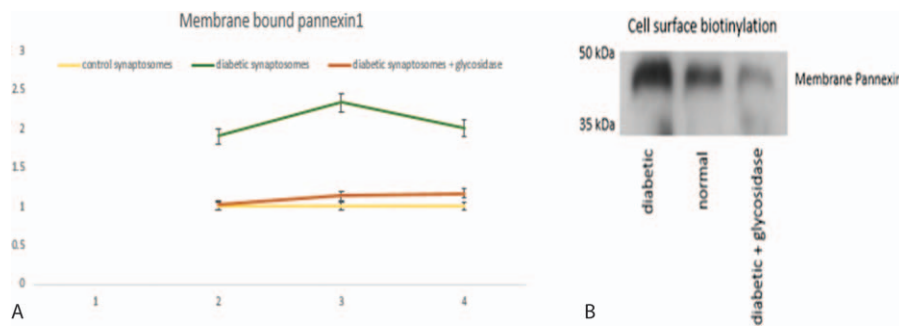 Membrane bound pannexin1
3
control synaptosomes
diabetic synaptosomes
diabetic synaptosomes + glycosidase
2.5
2
1.5
1
0.5
0
1 2 3 4
A
Cell surface biotinylation
50 kDa
Membrane Pannexin
35 kDa
diabetic
normal
diabetic + glycosidase
B